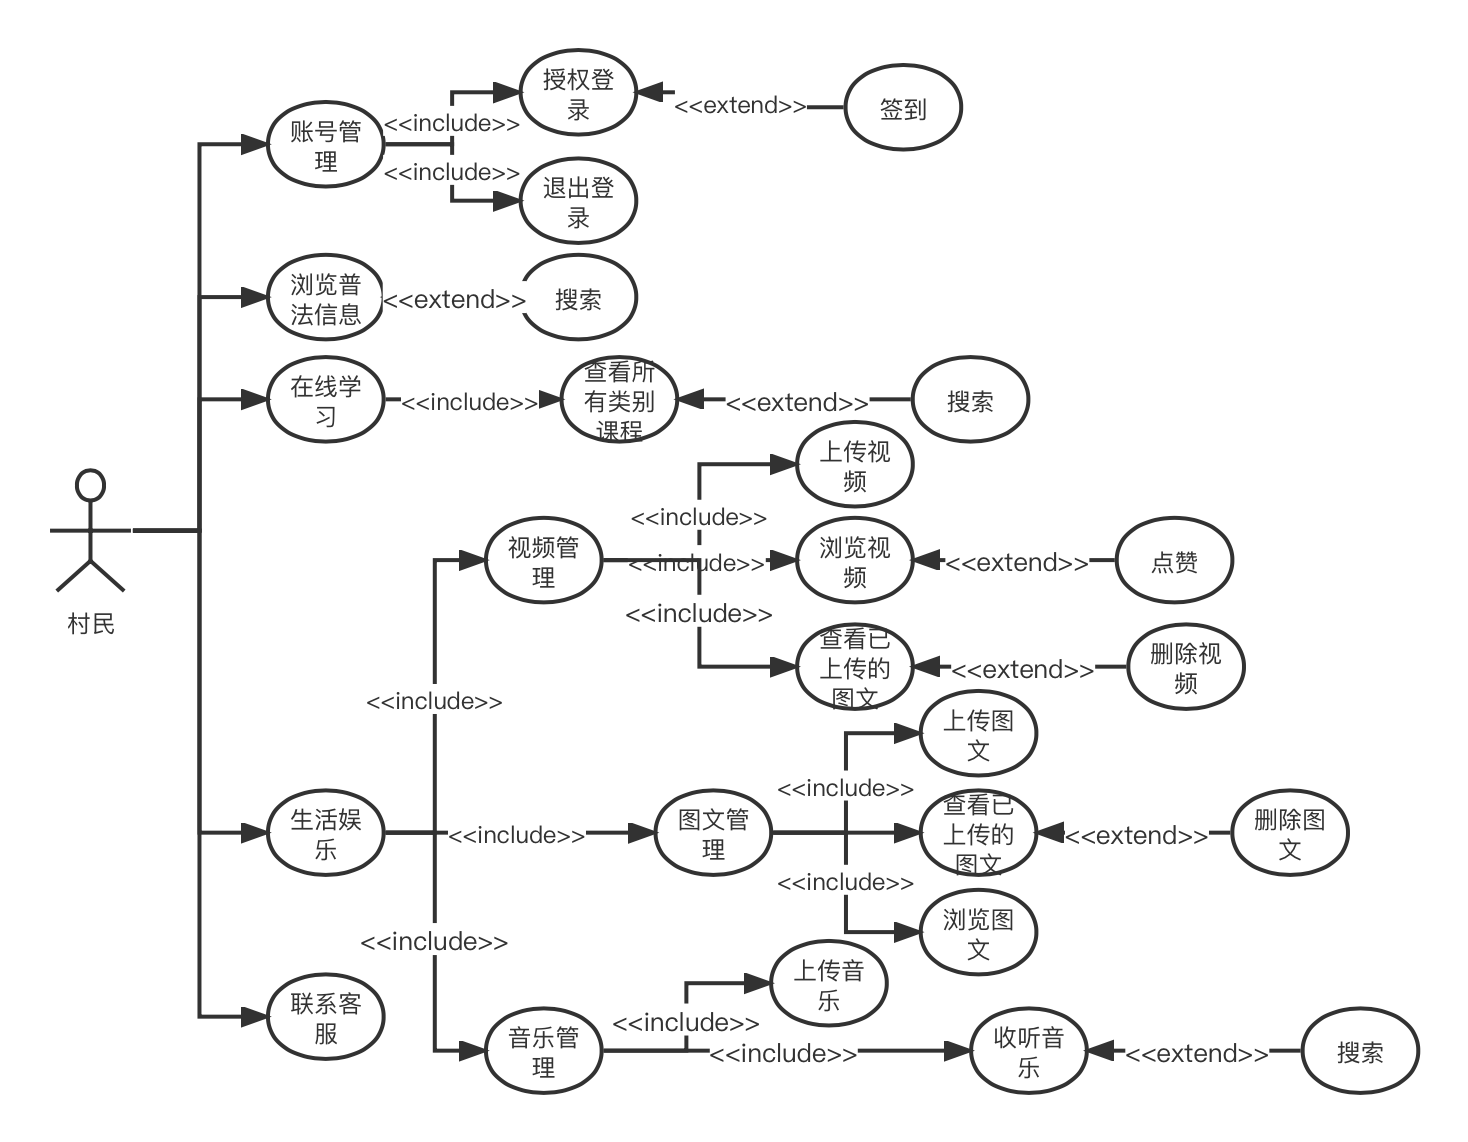 授权登
录
<<extend>>
签到
账号管
理
<<include>>
<<include>>
退出登
录
浏览普
法信息
<<extend>>
搜索
在线学
习
<<include>>
查看所
有类别
课程
<<extend>>
搜索
上传视
频
<<include>>
视频管
理
<<include>>
浏览视
频
<<extend>>
点赞
<<include>>
村民
查看已
上传的
图文
<<extend>>
删除视
频
<<include>>
上传图
文
<<include>>
生活娱
乐
<<include>>
图文管
理
查看已
上传的
图文
<<extend>>
删除图
文
<<include>>
浏览图
文
<<include>>
上传音
乐
联系客
服
<<include>>
音乐管
理
<<include>>
收听音
乐
<<extend>>
搜索